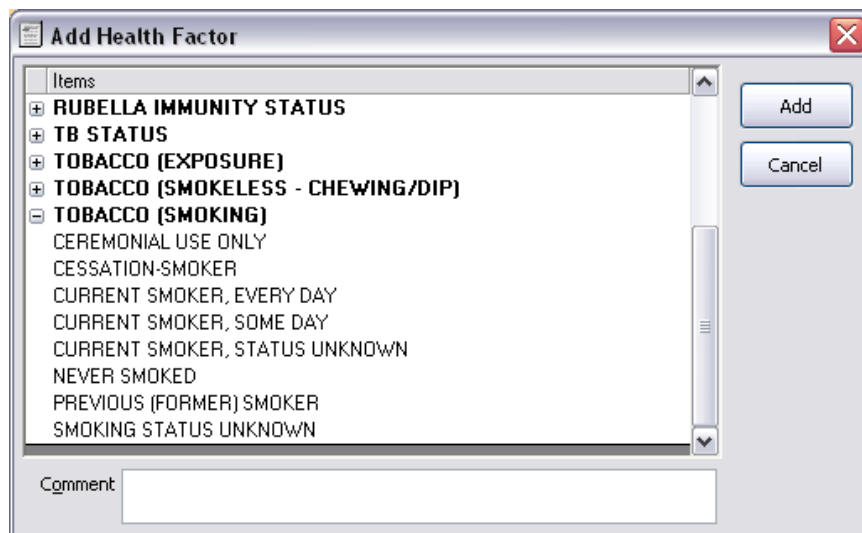 Add Health Factor
Items
RUBELLA IMMUNITY STATUS
TB STATUS
TOBACCO (EXPOSURE)
TOBACCO (SMOKELESS - CHEWING/DIP)
TOBACCO (SMOKING)
CEREMONIAL USE ONLY
CESSATION-SMOKER
CURRENT SMOKER, EVERY DAY
CURRENT SMOKER, SOME DAY
CURRENT SMOKER, STATUS UNKNOWN
NEVER SMOKED
PREVIOUS (FORMER) SMOKER
SMOKING STATUS UNKNOWN
Add
Cancel
Comment